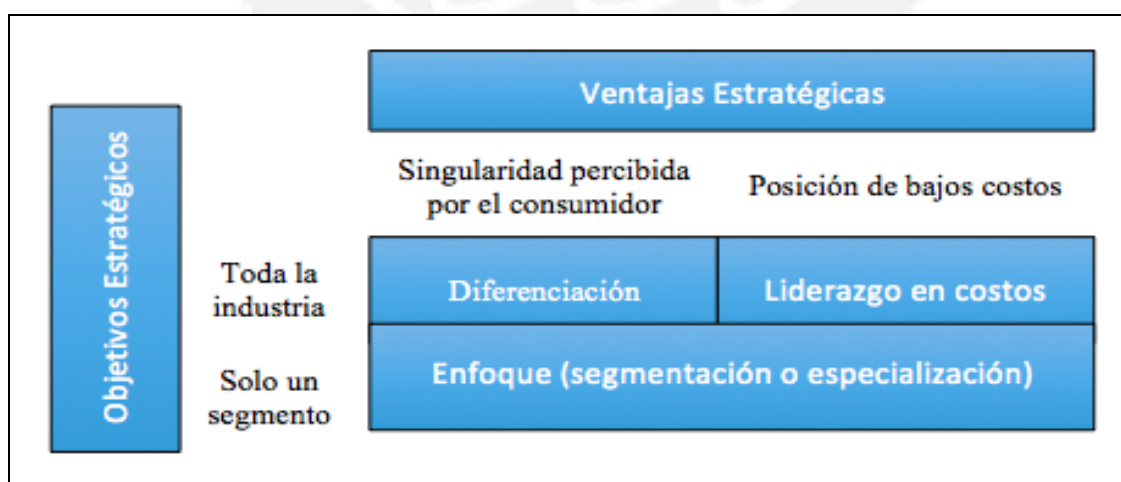 Ventajas Estratégicas
Objetivos Estratégicos
Singularidad percibida
por el consumidor
Posición de bajos costos
Toda la
industria
Diferenciación
Liderazgo en costos
Solo un
segmento
Enfoque (segmentación o especialización)